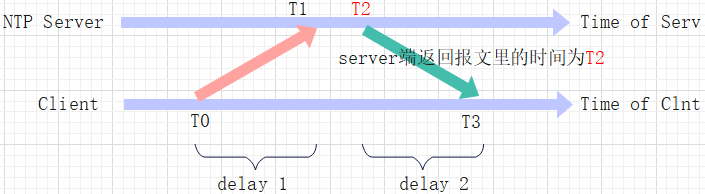 T1 T2
NTP Server Time of Serv
server端返回报文里的时间为T2
Client Time of Clnt
T0 T3
delay 1 delay 2